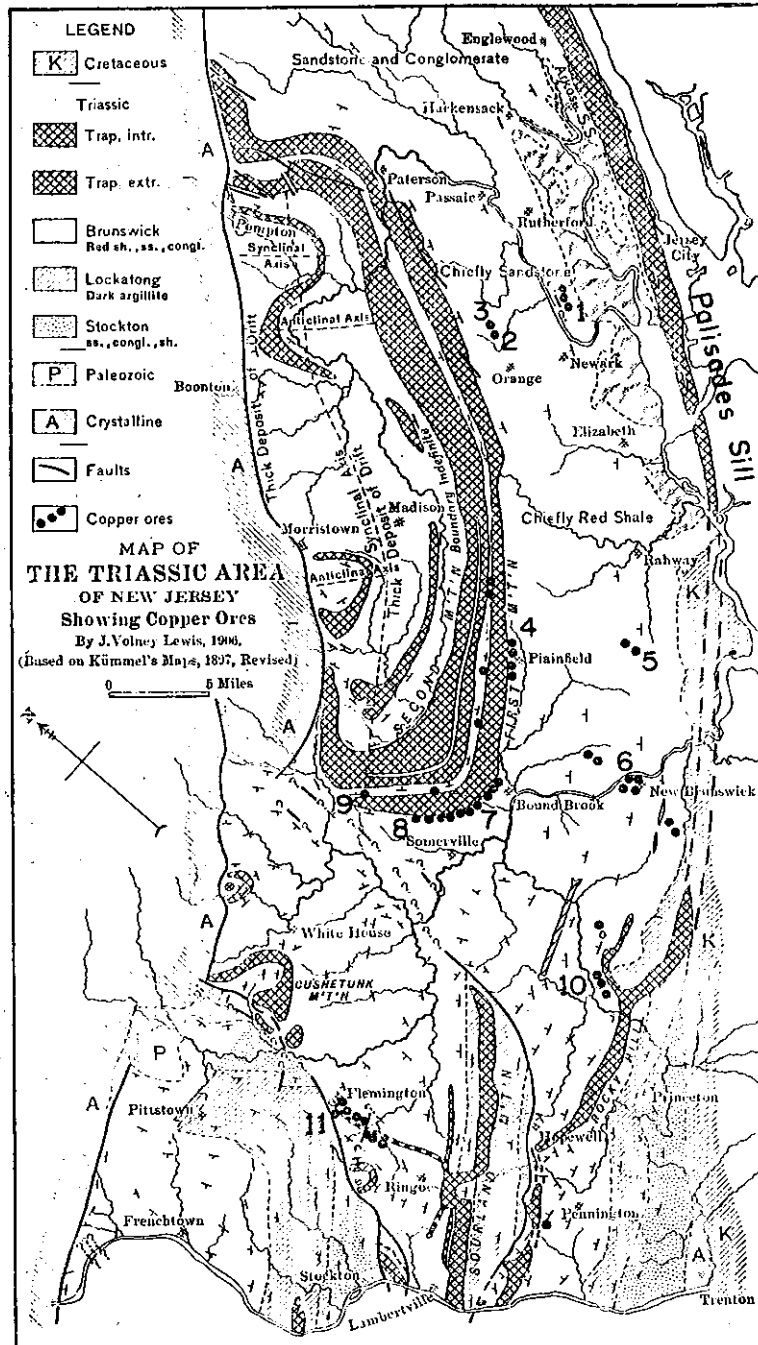 LEGEND
K Cretaceous
Triassic
Trap, intr.
Trap, extr.
Brunswick
Red sh., ss., congl.
Lockatong
Dark argillite
Stockton
ss., congl., sh.
P Paleozoic
A Crystalline
Faults
Copper ores
MAP OF
THE TRIASSIC AREA
OF NEW JERSEY
Showing Copper Ores
By J. Volney Lewis, 1906.
(Based on Kümmel's Maps, 1897, Revised)
0 5 Miles
Englewood
Sandstone and Conglomerate
Arkose SS.
Hackensack
A
Paterson
Passaic
Rutherford
Pompton
Synclinal
Axis
Chiefly Sandstone
Jersey
City
Palisades Sill
1
3
2
Anticlinal Axis
Orange
Newark
Boonton
Thick Deposit of Drift
A
Elizabeth
Synclinal Axis
Thick Deposit of Drift
Boundary Indefinite
Madison
Morristown
Chiefly Red Shale
Rahway
K
Anticlinal Axis
SECOND M'T'N
FIRST M'T'N
4
Plainfield
5
A
6
New Brunswick
Bound Brook
9
8
7
Somerville
A
White House
K
CUSHETUNK
M'T'N
10
P
A
Pittstown
Flemington
11
ROCKY HILL
Princeton
Hopewell
Ringoes
SOURLAND M'T'N
Pennington
Frenchtown
Stockton
Lambertville
A
K
Trenton